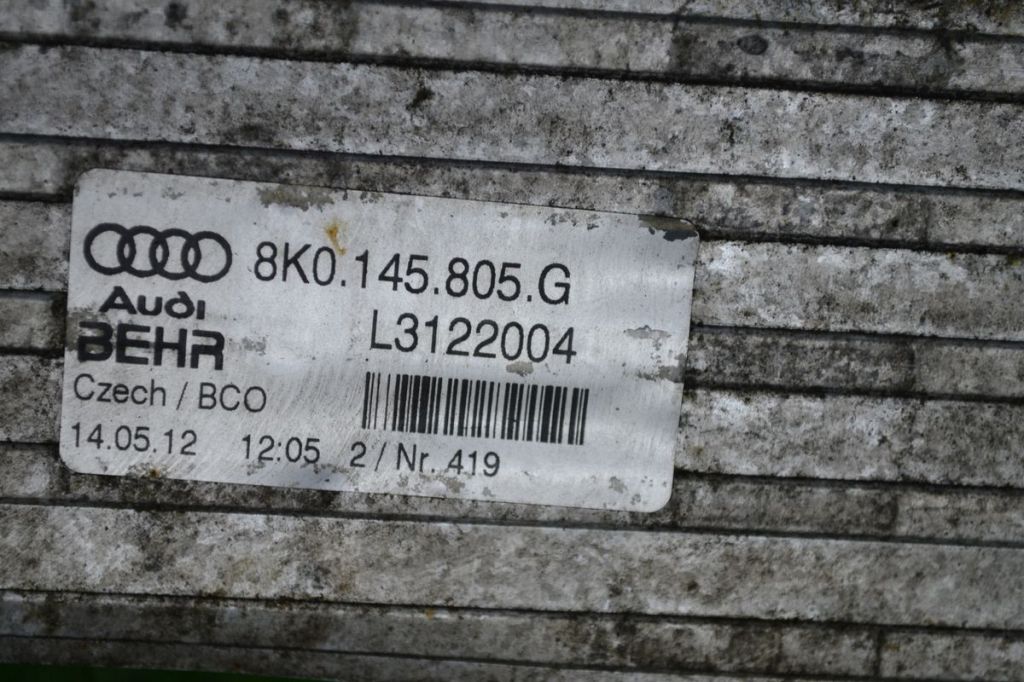 8K0.145.805.G
Audi
L3122004
BEHR
Czech / BCO
14.05.12 12:05 2 / Nr. 419